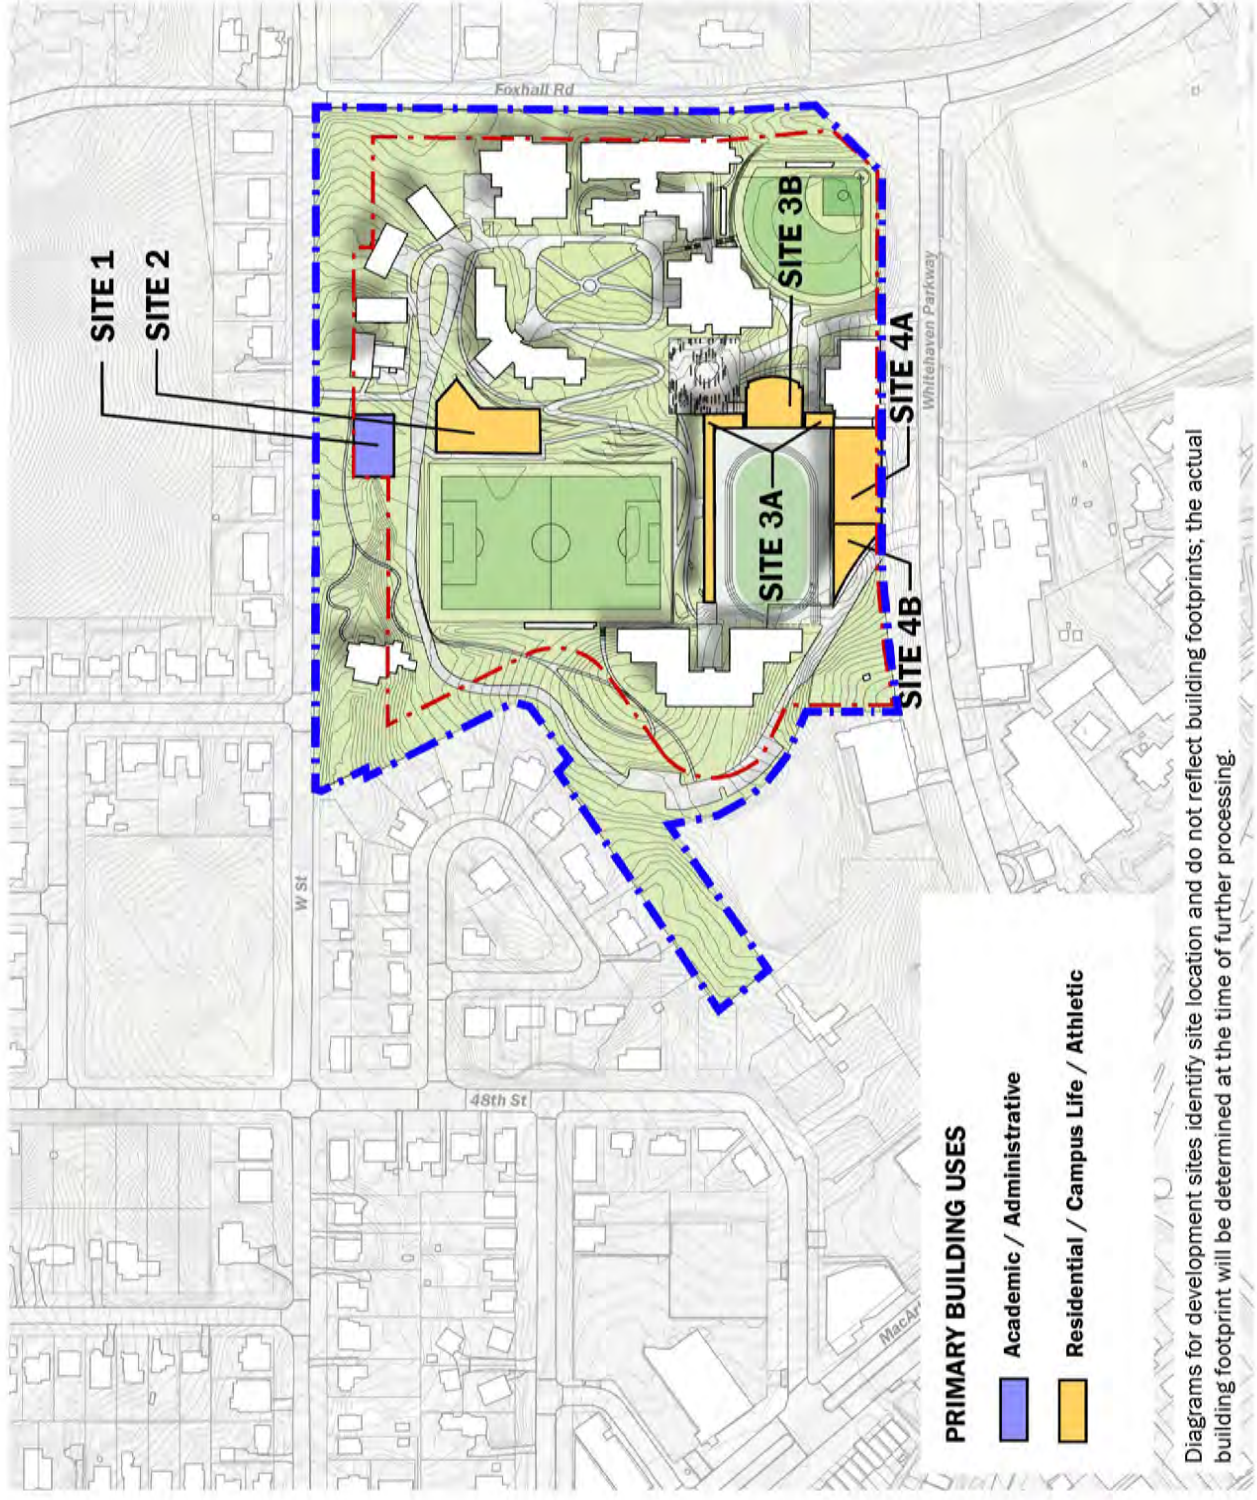 SITE 1
SITE 2
Foxhall Rd
SITE 3B
SITE 3A
SITE 4A
SITE 4B
Whitehaven Parkway
W St
48th St
MacAr
PRIMARY BUILDING USES
Academic / Administrative
Residential / Campus Life / Athletic
Diagrams for development sites identify site location and do not reflect building footprints; the actual
building footprint will be determined at the time of further processing.